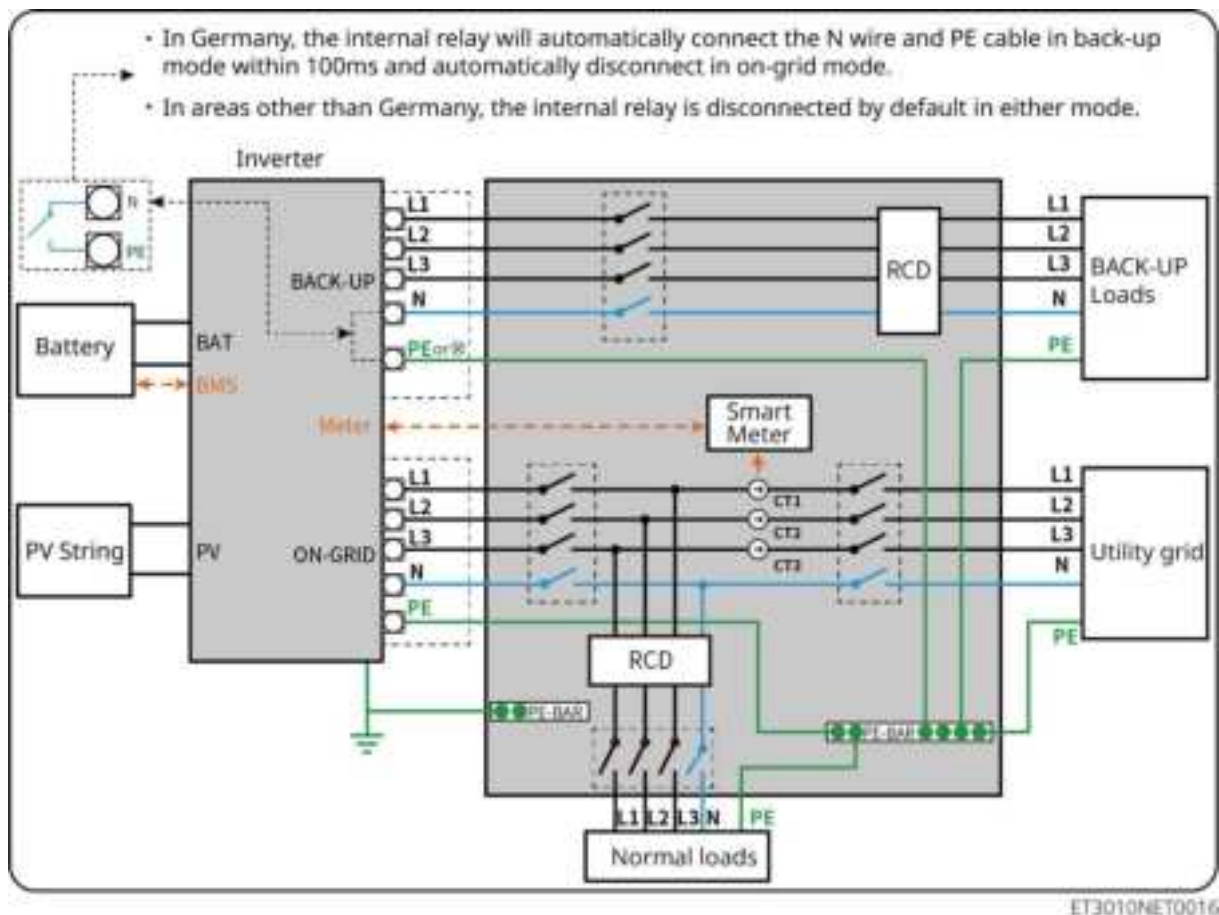 • In Germany, the internal relay will automatically connect the N wire and PE cable in back-up
mode within 100ms and automatically disconnect in on-grid mode.
• In areas other than Germany, the internal relay is disconnected by default in either mode.
Inverter
N
PE
L1
L2
L3
BACK-UP
N
PE or
RCD
L1
L2
L3
N
PE
BACK-UP
Loads
Battery
BAT
BMS
Meter
Smart
Meter
PV String
PV
ON-GRID
L1
L2
L3
N
PE
CT1
CT2
CT3
L1
L2
L3
N
PE
Utility grid
RCD
PE-BAR
PE-BAR
L1 L2 L3 N PE
Normal loads
ET3010NET0016